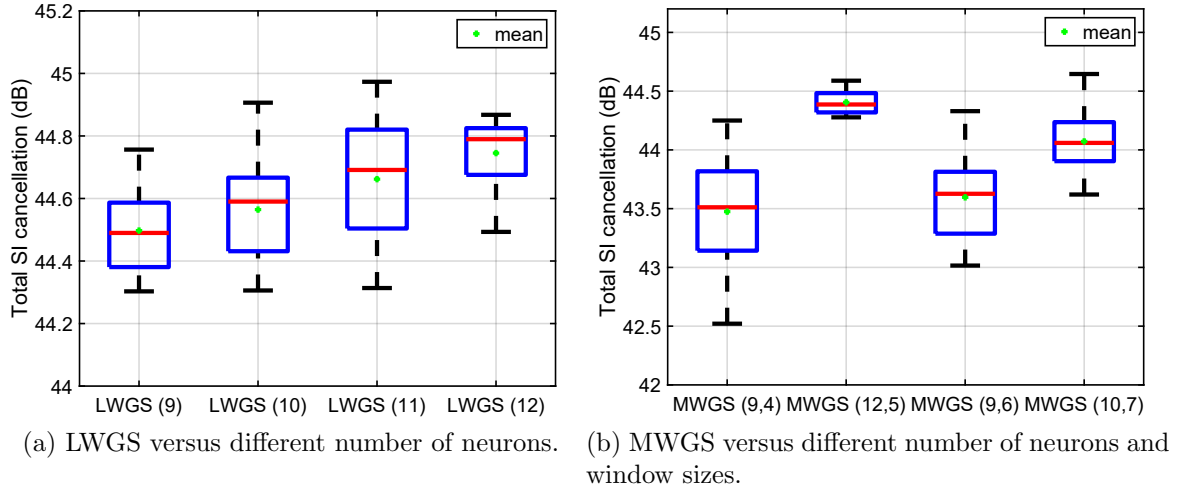 45.2
45
44.8
44.6
44.4
44.2
44
Total SI cancellation (dB)
mean
LWGS (9) LWGS (10) LWGS (11) LWGS (12)
(a) LWGS versus different number of neurons.
45
44.5
44
43.5
43
42.5
42
Total SI cancellation (dB)
mean
MWGS (9,4) MWGS (12,5) MWGS (9,6) MWGS (10,7)
(b) MWGS versus different number of neurons and
window sizes.